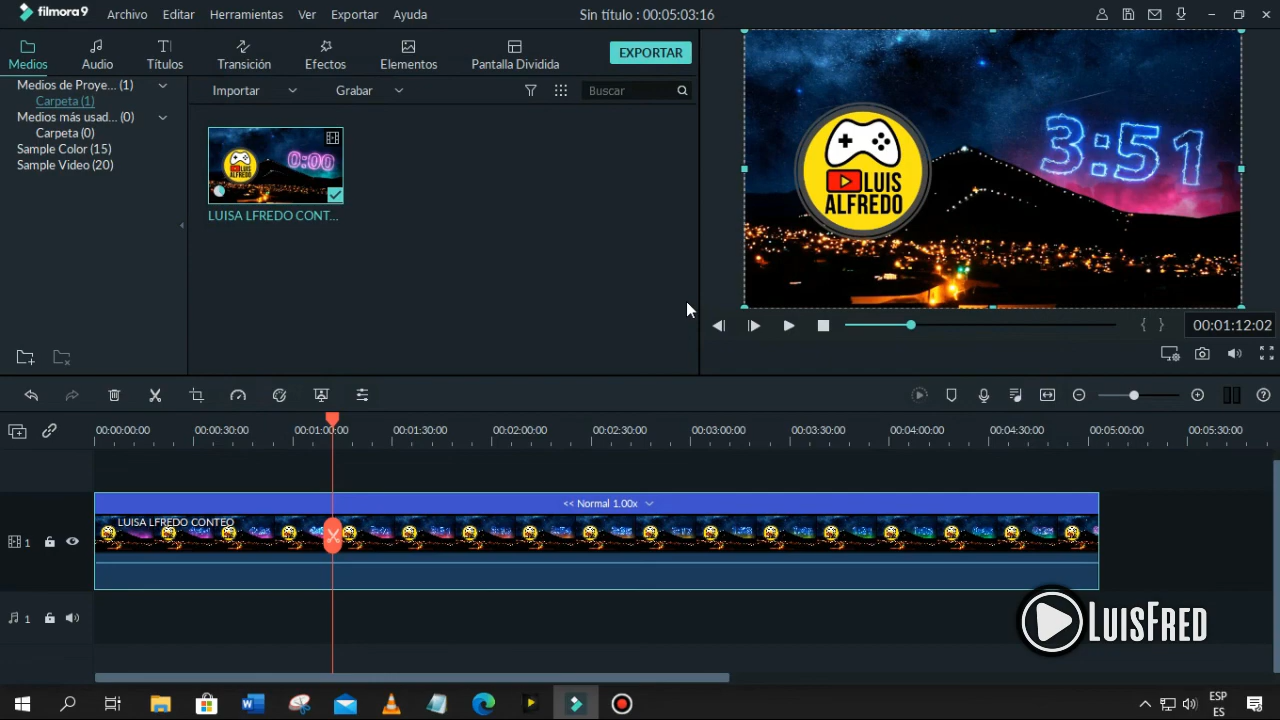 filmora9 Archivo Editar Herramientas Ver Exportar Ayuda Sin título : 00:05:03:16
Medios Audio Títulos Transición Efectos Elementos Pantalla Dividida EXPORTAR
Medios de Proye... (1)
Carpeta (1)
Medios más usad... (0)
Carpeta (0)
Sample Color (15)
Sample Video (20)
Importar Grabar Buscar
LUIS ALFREDO
0:00
LUISA LFREDO CONT...
3:51
LUIS
ALFREDO
00:01:12:02
00:00:00:00 00:00:30:00 00:01:00:00 00:01:30:00 00:02:00:00 00:02:30:00 00:03:00:00 00:03:30:00 00:04:00:00 00:04:30:00 00:05:00:00 00:05:30:00
<< Normal 1.00x
LUISA LFREDO CONTEO
1
1
LUISFRED
ESP
ES